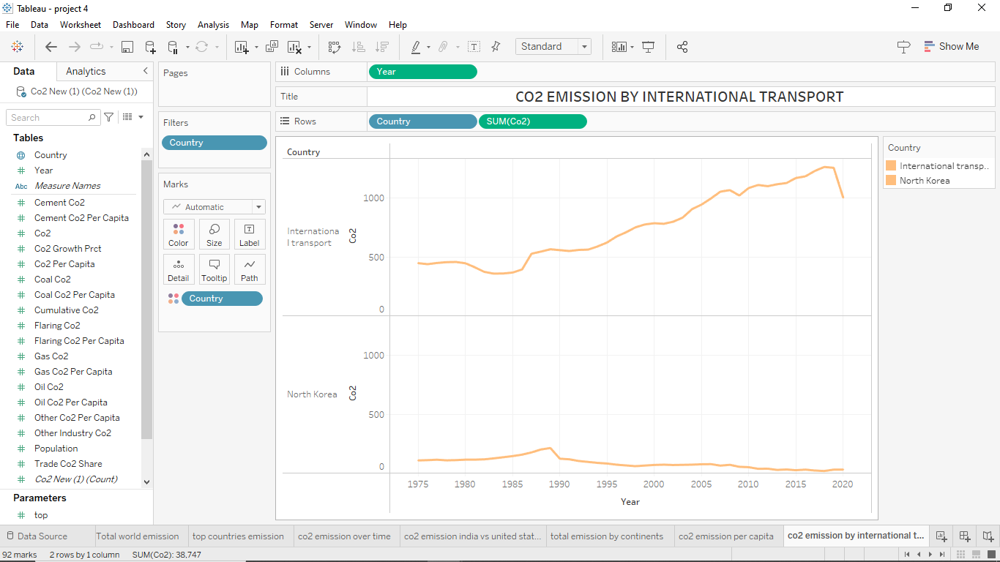 Tableau - project 4
File Data Worksheet Dashboard Story Analysis Map Format Server Window Help
Standard
Show Me
Data Analytics
Co2 New (1) (Co2 New (1))
Search
Tables
Country
Year
Abc Measure Names
Cement Co2
Cement Co2 Per Capita
Co2
Co2 Growth Prct
Co2 Per Capita
Coal Co2
Coal Co2 Per Capita
Cumulative Co2
Flaring Co2
Flaring Co2 Per Capita
Gas Co2
Gas Co2 Per Capita
Oil Co2
Oil Co2 Per Capita
Other Co2 Per Capita
Other Industry Co2
Population
Trade Co2 Share
Co2 New (1) (Count)
Parameters
top
Pages
Filters
Country
Marks
Automatic
Color Size Label
Detail Tooltip Path
Country
Columns Year
Title CO2 EMISSION BY INTERNATIONAL TRANSPORT
Rows Country SUM(Co2)
Country
Internationa
l transport
Co2
1000
500
0
North Korea
Co2
1000
500
0
1975 1980 1985 1990 1995 2000 2005 2010 2015 2020
Year
Country
International transp..
North Korea
Data Source Total world emission top countries emission co2 emission over time co2 emission india vs united stat... total emission by continents co2 emission per capita co2 emission by international t...
92 marks 2 rows by 1 column SUM(Co2): 38,747